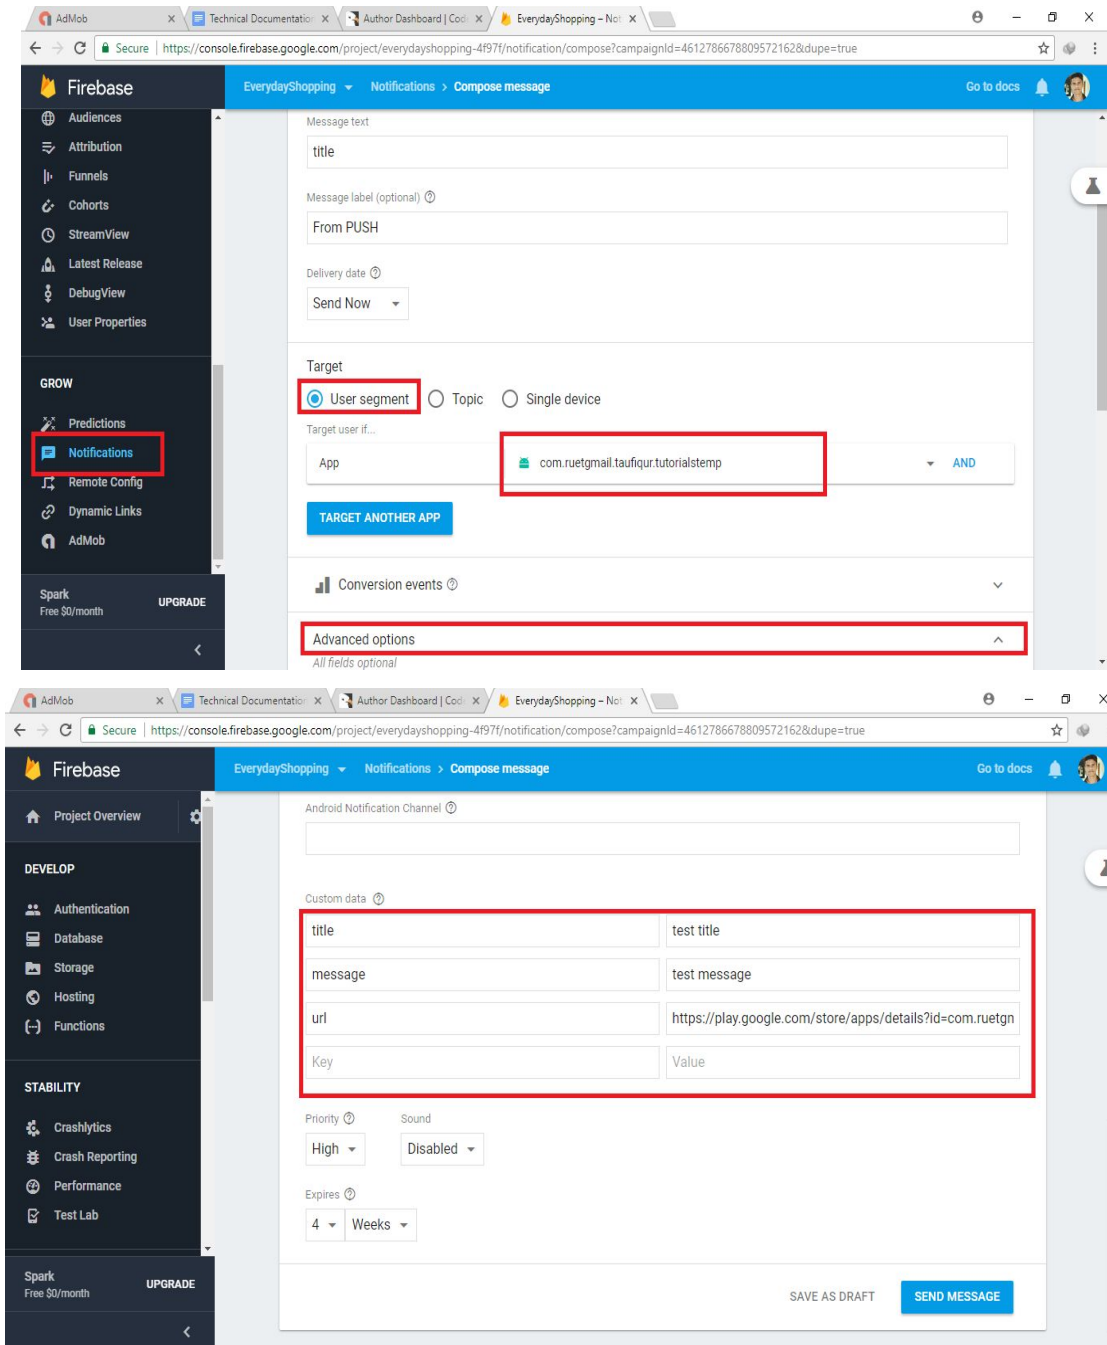 AdMob
Technical Documentation
Author Dashboard | Cod
EverydayShopping – Not
Secure | https://console.firebase.google.com/project/everydayshopping-4f97f/notification/compose?campaignId=4612786678809572162&dupe=true
Firebase
EverydayShopping
Notifications > Compose message
Go to docs
Audiences
Attribution
Funnels
Cohorts
StreamView
Latest Release
DebugView
User Properties
GROW
Predictions
Notifications
Remote Config
Dynamic Links
AdMob
Spark
Free $0/month
UPGRADE
Message text
title
Message label (optional)
From PUSH
Delivery date
Send Now
Target
User segment
Topic
Single device
Target user if...
App
com.ruetgmail.taufiqur.tutorialstemp
AND
TARGET ANOTHER APP
Conversion events
Advanced options
All fields optional
AdMob
Technical Documentation
Author Dashboard | Cod
EverydayShopping – Not
Secure | https://console.firebase.google.com/project/everydayshopping-4f97f/notification/compose?campaignId=4612786678809572162&dupe=true
Firebase
EverydayShopping
Notifications > Compose message
Go to docs
Project Overview
DEVELOP
Authentication
Database
Storage
Hosting
Functions
STABILITY
Crashlytics
Crash Reporting
Performance
Test Lab
Spark
Free $0/month
UPGRADE
Android Notification Channel
Custom data
title
test title
message
test message
url
https://play.google.com/store/apps/details?id=com.ruetgn
Key
Value
Priority
Sound
High
Disabled
Expires
4
Weeks
SAVE AS DRAFT
SEND MESSAGE